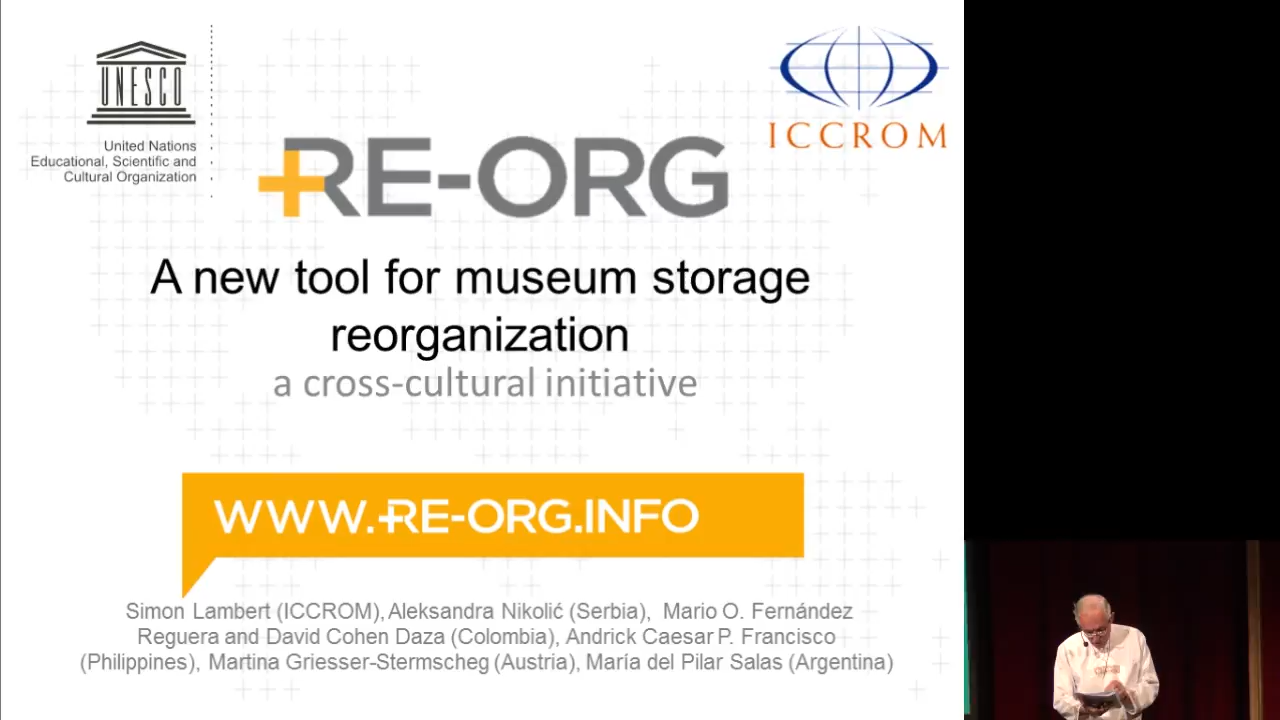 UNESCO
United Nations
Educational, Scientific and
Cultural Organization
ICCROM
RE-ORG
A new tool for museum storage
reorganization
a cross-cultural initiative
WWW.RE-ORG.INFO
Simon Lambert (ICCROM), Aleksandra Nikolić (Serbia), Mario O. Fernández
Reguera and David Cohen Daza (Colombia), Andrick Caesar P. Francisco
(Philippines), Martina Griesser-Stermscheg (Austria), María del Pilar Salas (Argentina)